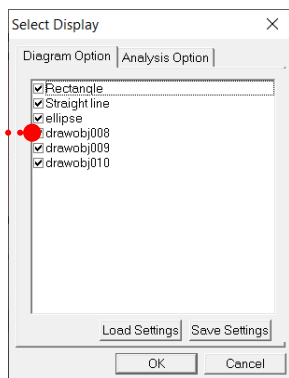 Select Display
Diagram Option
Analysis Option
Rectangle
Straight line
ellipse
drawobj008
drawobj009
drawobj010
Load Settings
Save Settings
OK
Cancel